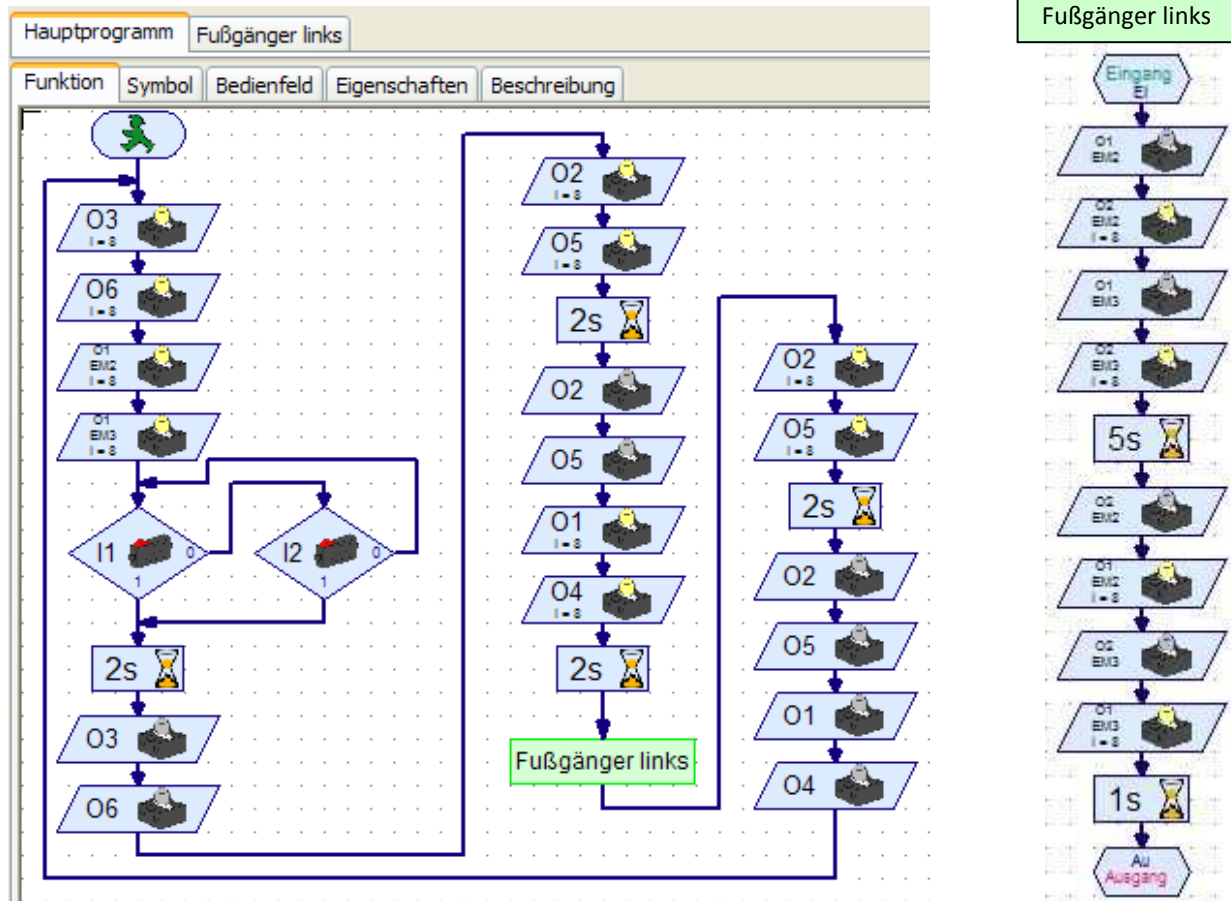 Hauptprogramm Fußgänger links
Funktion Symbol Bedienfeld Eigenschaften Beschreibung
O3
I = 8
O6
I = 8
O1
EM2
I = 8
O1
EM3
I = 8
I1 0
1
I2 0
1
2s
O3
O6
O2
I = 8
O5
I = 8
2s
O2
O5
O1
I = 8
O4
I = 8
2s
Fußgänger links
O2
I = 8
O5
I = 8
2s
O2
O5
O1
O4
Fußgänger links
Eingang
EI
O1
EM2
O2
EM2
I = 8
O1
EM3
O2
EM3
I = 8
5s
O2
EM2
O1
EM2
I = 8
O2
EM3
O1
EM3
I = 8
1s
Au
Ausgang